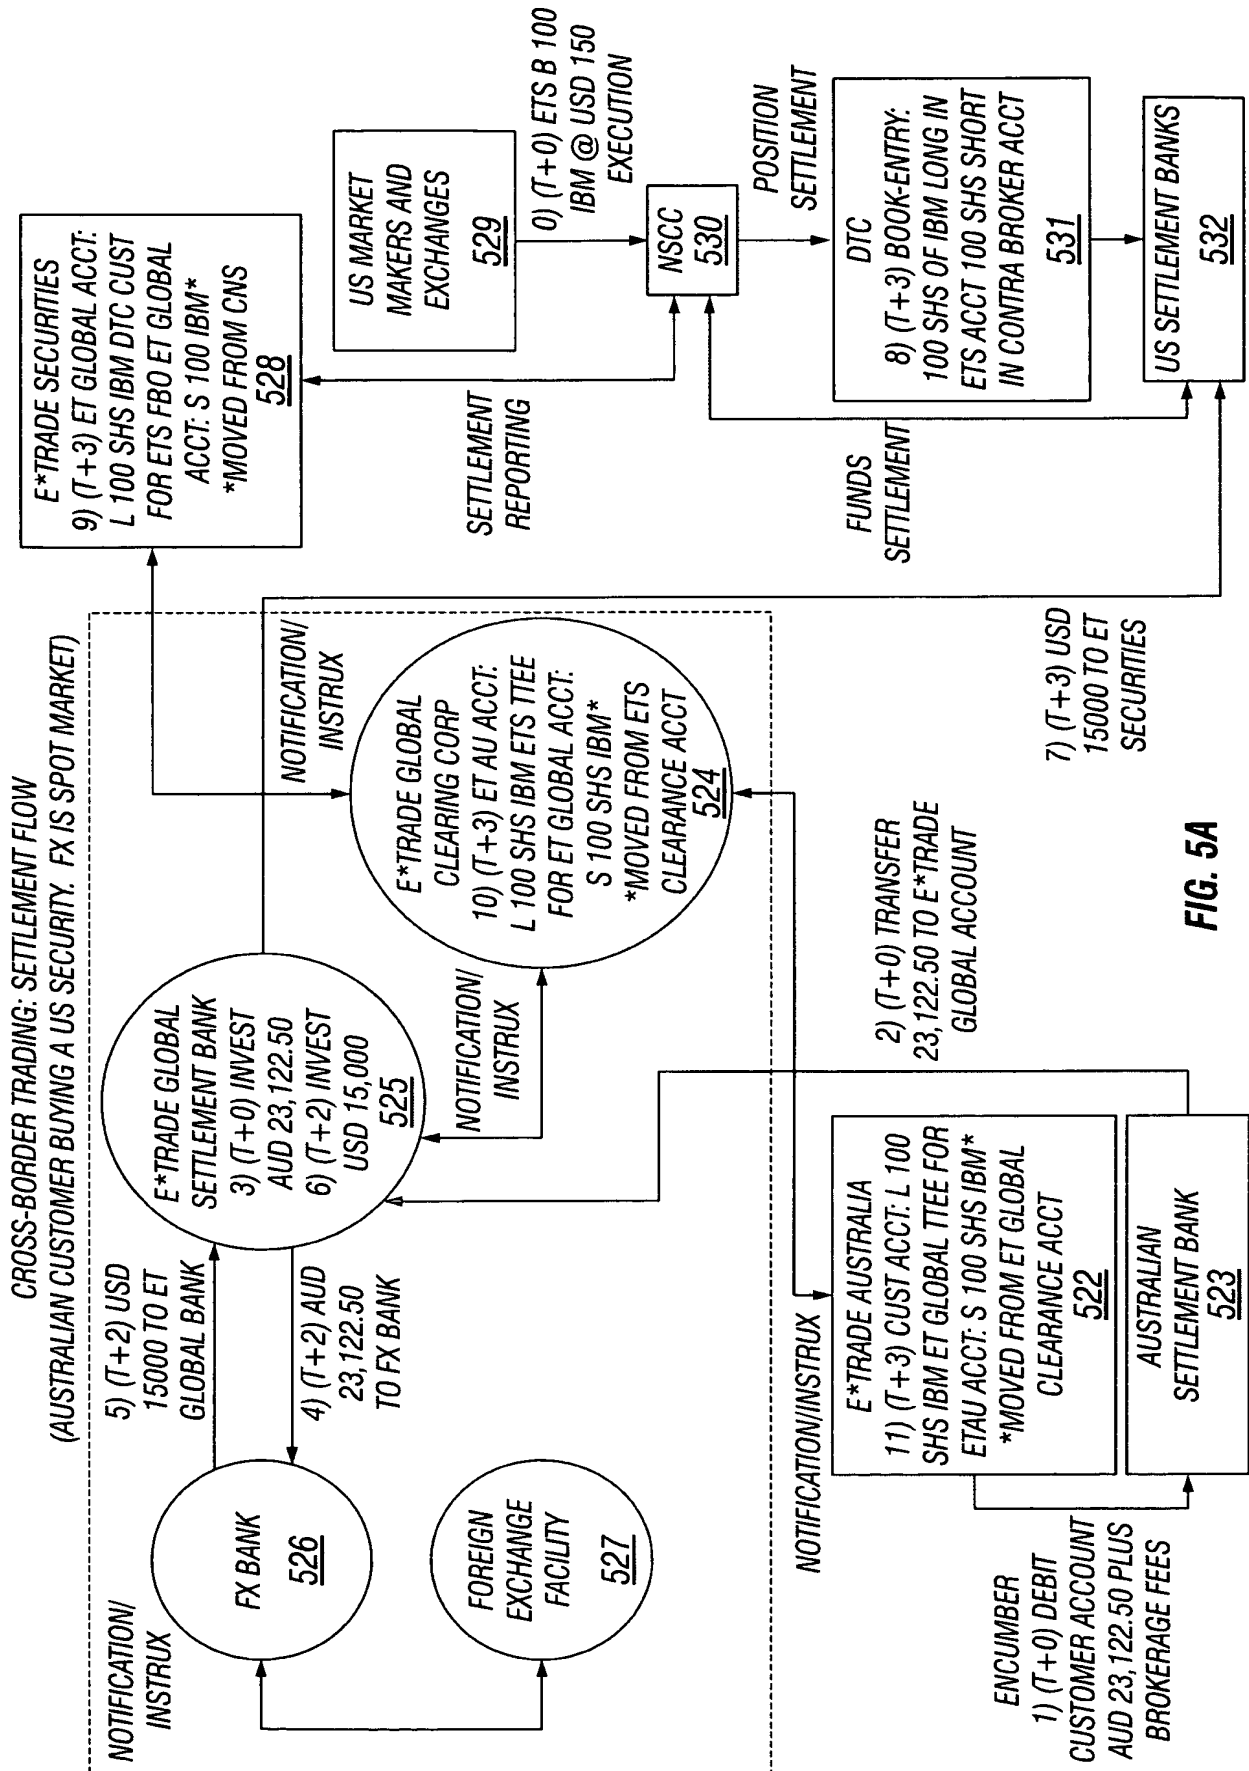 CROSS-BORDER TRADING: SETTLEMENT FLOW
(AUSTRALIAN CUSTOMER BUYING A US SECURITY. FX IS SPOT MARKET)
NOTIFICATION/
INSTRUX
FX BANK
526
5) (T+2) USD
15000 TO ET
GLOBAL BANK
4) (T+2) AUD
23,122.50
TO FX BANK
FOREIGN
EXCHANGE
FACILITY
527
E*TRADE GLOBAL
SETTLEMENT BANK
3) (T+0) INVEST
AUD 23,122.50
6) (T+2) INVEST
USD 15,000
525
NOTIFICATION/
INSTRUX
NOTIFICATION/
INSTRUX
E*TRADE GLOBAL
CLEARING CORP
10) (T+3) ET AU ACCT:
L 100 SHS IBM ETS TTEE
FOR ET GLOBAL ACCT:
S 100 SHS IBM*
*MOVED FROM ETS
CLEARANCE ACCT
524
E*TRADE SECURITIES
9) (T+3) ET GLOBAL ACCT:
L 100 SHS IBM DTC CUST
FOR ETS FBO ET GLOBAL
ACCT: S 100 IBM*
*MOVED FROM CNS
528
US MARKET
MAKERS AND
EXCHANGES
529
0) (T+0) ETS B 100
IBM @ USD 150
EXECUTION
SETTLEMENT
REPORTING
NSCC
530
POSITION
SETTLEMENT
FUNDS
SETTLEMENT
DTC
8) (T+3) BOOK-ENTRY:
100 SHS OF IBM LONG IN
ETS ACCT 100 SHS SHORT
IN CONTRA BROKER ACCT
531
US SETTLEMENT BANKS
532
7) (T+3) USD
15000 TO ET
SECURITIES
2) (T+0) TRANSFER
23,122.50 TO E*TRADE
GLOBAL ACCOUNT
NOTIFICATION/INSTRUX
E*TRADE AUSTRALIA
11) (T+3) CUST ACCT: L 100
SHS IBM ET GLOBAL TTEE FOR
ETAU ACCT: S 100 SHS IBM*
*MOVED FROM ET GLOBAL
CLEARANCE ACCT
522
AUSTRALIAN
SETTLEMENT BANK
523
ENCUMBER
1) (T+0) DEBIT
CUSTOMER ACCOUNT
AUD 23,122.50 PLUS
BROKERAGE FEES
FIG. 5A